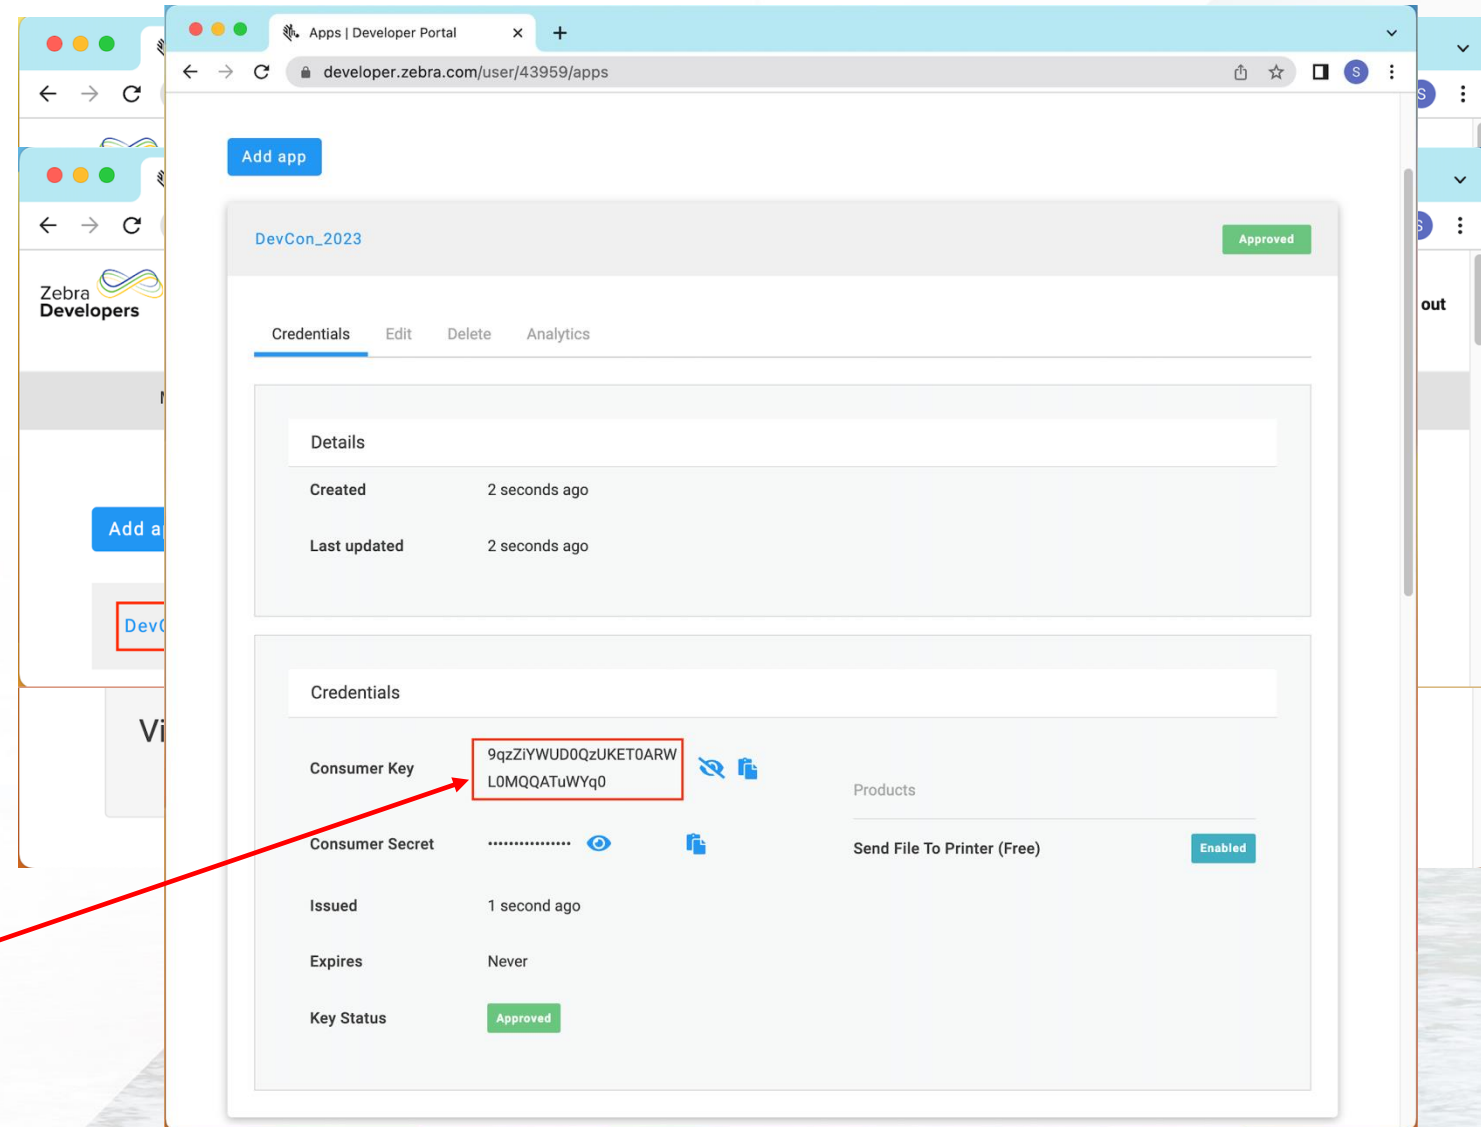 Apps | Developer Portal
developer.zebra.com/user/43959/apps
S
S
Add app
DevCon_2023
Approved
Zebra
Developers
out
Credentials Edit Delete Analytics
Details
Created 2 seconds ago
Add a
Last updated 2 seconds ago
Dev
Credentials
Vi
Consumer Key
9qzZiYWUD0QzUKET0ARW
L0MQQATuWYq0
Products
Consumer Secret ••••••••••••••••
Send File To Printer (Free) Enabled
Issued 1 second ago
Expires Never
Key Status Approved